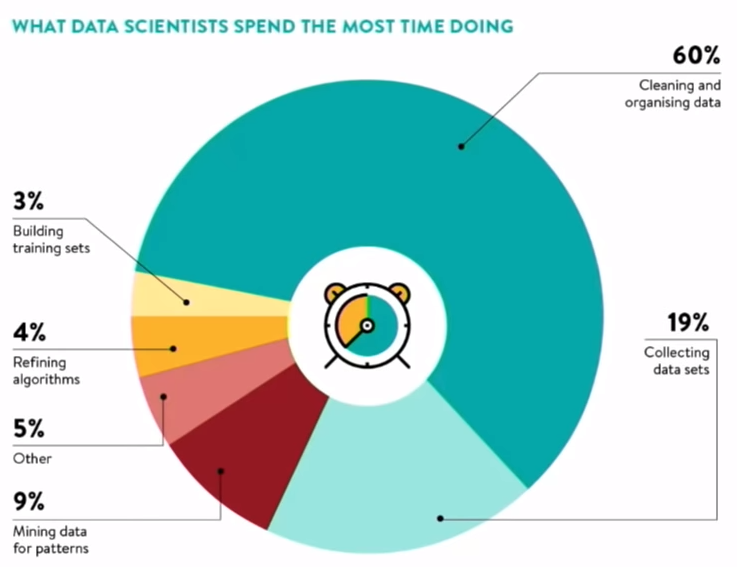 WHAT DATA SCIENTISTS SPEND THE MOST TIME DOING
60%
Cleaning and
organising data
3%
Building
training sets
19%
Collecting
data sets
4%
Refining
algorithms
5%
Other
9%
Mining data
for patterns